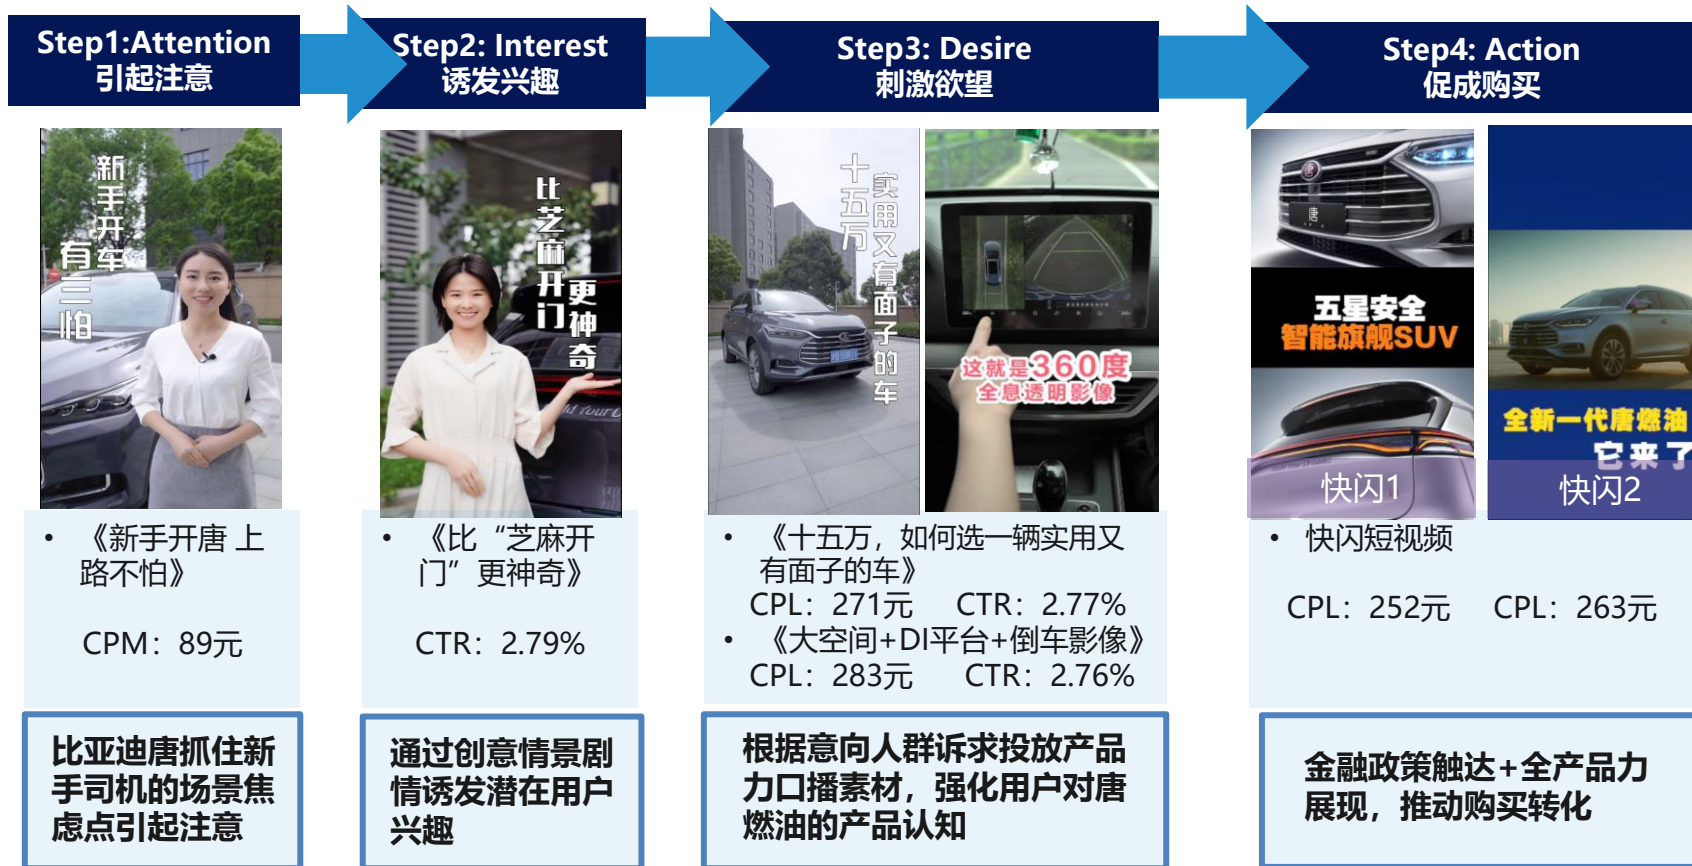 Step1:Attention
引起注意
Step2: Interest
诱发兴趣
Step3: Desire
刺激欲望
Step4: Action
促成购买
新手开车
有三怕
比芝麻开门
更神奇
十五万
实用又有面子的车
这就是360度
全息透明影像
唐
五星安全
智能旗舰SUV
快闪1
全新一代唐燃油
它来了
快闪2
• 《新手开唐 上
路不怕》
CPM：89元
• 《比“芝麻开
门”更神奇》
CTR：2.79%
• 《十五万，如何选一辆实用又
有面子的车》
CPL：271元 CTR：2.77%
• 《大空间+DI平台+倒车影像》
CPL：283元 CTR：2.76%
• 快闪短视频
CPL：252元 CPL：263元
比亚迪唐抓住新
手司机的场景焦
虑点引起注意
通过创意情景剧
情诱发潜在用户
兴趣
根据意向人群诉求投放产品
力口播素材，强化用户对唐
燃油的产品认知
金融政策触达+全产品力
展现，推动购买转化